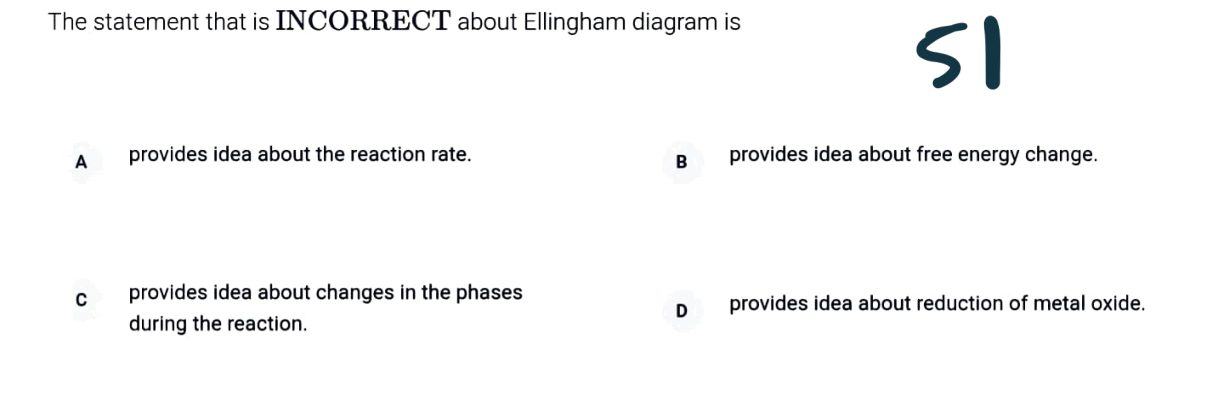 The statement that is INCORRECT about Ellingham diagram is
51
A provides idea about the reaction rate.
B provides idea about free energy change.
C provides idea about changes in the phases
during the reaction.
D provides idea about reduction of metal oxide.